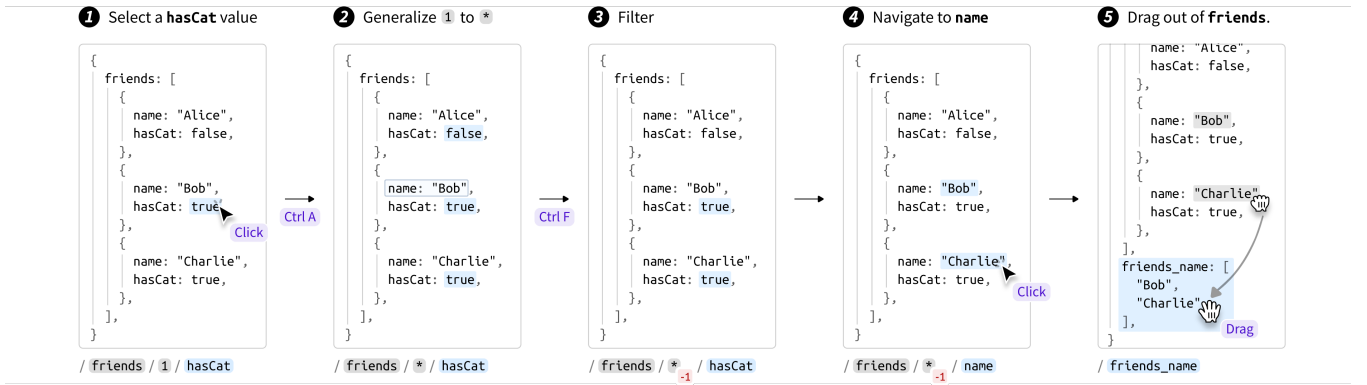 1 Select a hasCat value
{
friends: [
{
name: "Alice",
hasCat: false,
},
{
name: "Bob",
hasCat: true,
Click
},
{
name: "Charlie",
hasCat: true,
},
],
}
/ friends / 1 / hasCat
Ctrl A
2 Generalize 1 to *
{
friends: [
{
name: "Alice",
hasCat: false,
},
{
name: "Bob",
hasCat: true,
},
{
name: "Charlie",
hasCat: true,
},
],
}
/ friends / * / hasCat
Ctrl F
3 Filter
{
friends: [
{
name: "Alice",
hasCat: false,
},
{
name: "Bob",
hasCat: true,
},
{
name: "Charlie",
hasCat: true,
},
],
}
/ friends / * -1 / hasCat
4 Navigate to name
{
friends: [
{
name: "Alice",
hasCat: false,
},
{
name: "Bob",
hasCat: true,
},
{
name: "Charlie",
hasCat: true,
Click
},
],
}
/ friends / * -1 / name
5 Drag out of friends.
name: "Alice",
hasCat: false,
},
{
name: "Bob",
hasCat: true,
},
{
name: "Charlie"
hasCat: true,
},
],
friends_name: [
"Bob",
"Charlie"
],
Drag
}
/ friends_name